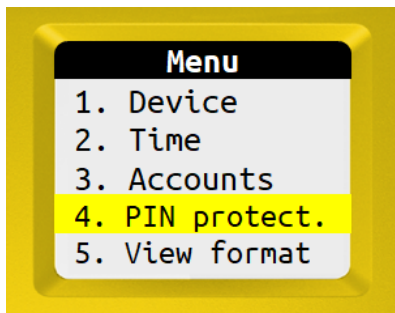 Menu
1. Device
2. Time
3. Accounts
4. PIN protect.
5. View format